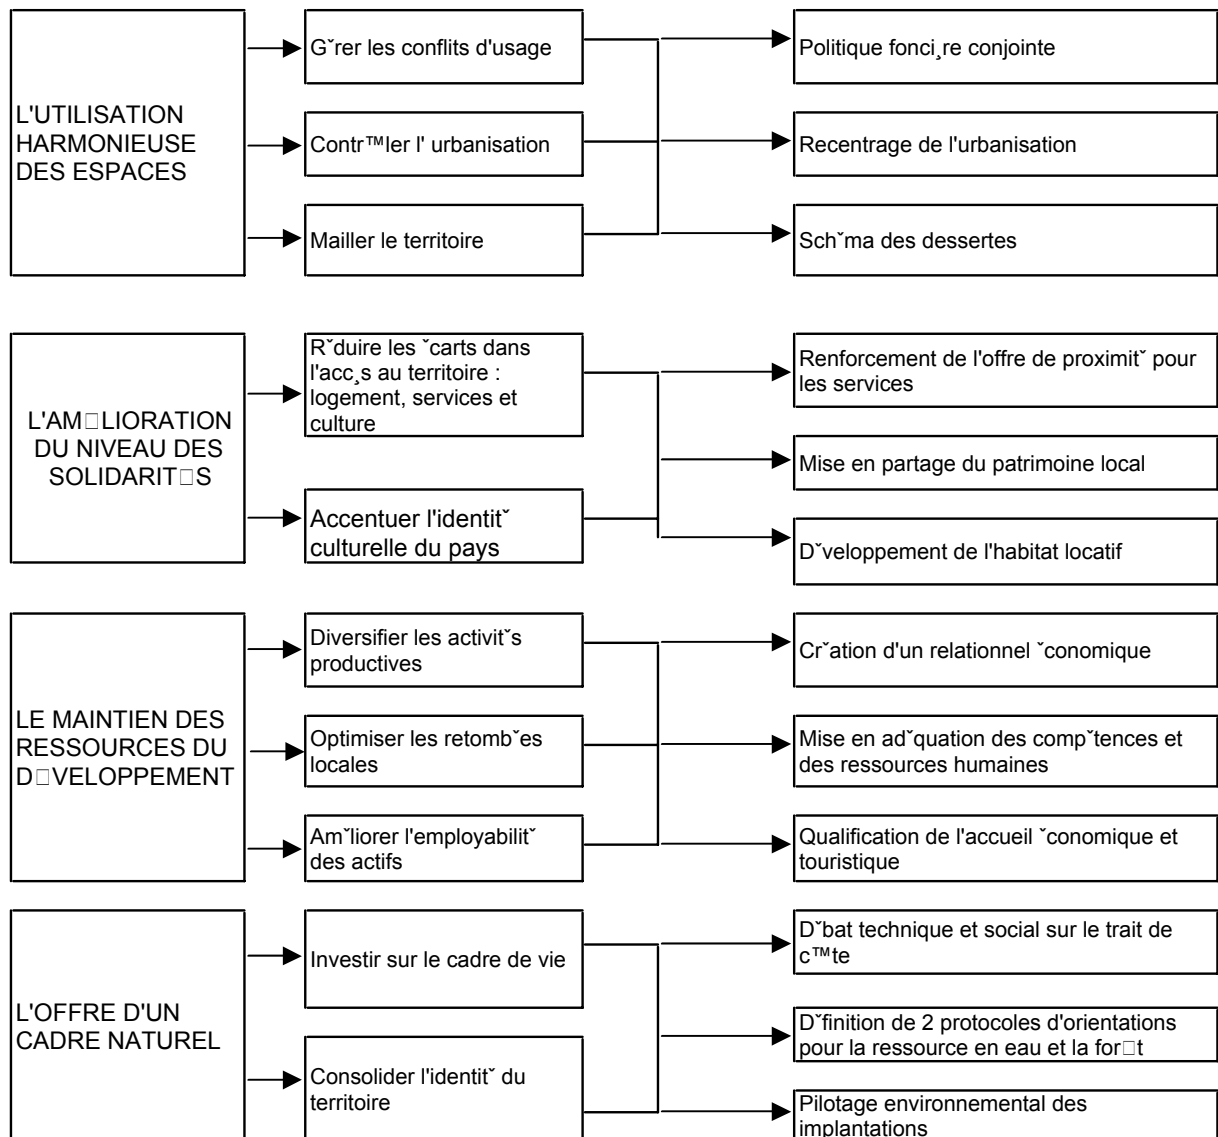 L'UTILISATION
HARMONIEUSE
DES ESPACES
Gˇrer les conflits d'usage
Contr™ler l' urbanisation
Mailler le territoire
Politique fonci¸re conjointe
Recentrage de l'urbanisation
Schˇma des dessertes
L'AM□LIORATION
DU NIVEAU DES
SOLIDARIT□S
Rˇduire les ˇcarts dans
l'acc¸s au territoire :
logement, services et
culture
Accentuer l'identitˇ
culturelle du pays
Renforcement de l'offre de proximitˇ pour
les services
Mise en partage du patrimoine local
Dˇveloppement de l'habitat locatif
LE MAINTIEN DES
RESSOURCES DU
D□VELOPPEMENT
Diversifier les activitˇs
productives
Optimiser les retombˇes
locales
Amˇliorer l'employabilitˇ
des actifs
Crˇation d'un relationnel ˇconomique
Mise en adˇquation des compˇtences et
des ressources humaines
Qualification de l'accueil ˇconomique et
touristique
L'OFFRE D'UN
CADRE NATUREL
Investir sur le cadre de vie
Consolider l'identitˇ du
territoire
Dˇbat technique et social sur le trait de
c™te
Dˇfinition de 2 protocoles d'orientations
pour la ressource en eau et la for□t
Pilotage environnemental des
implantations